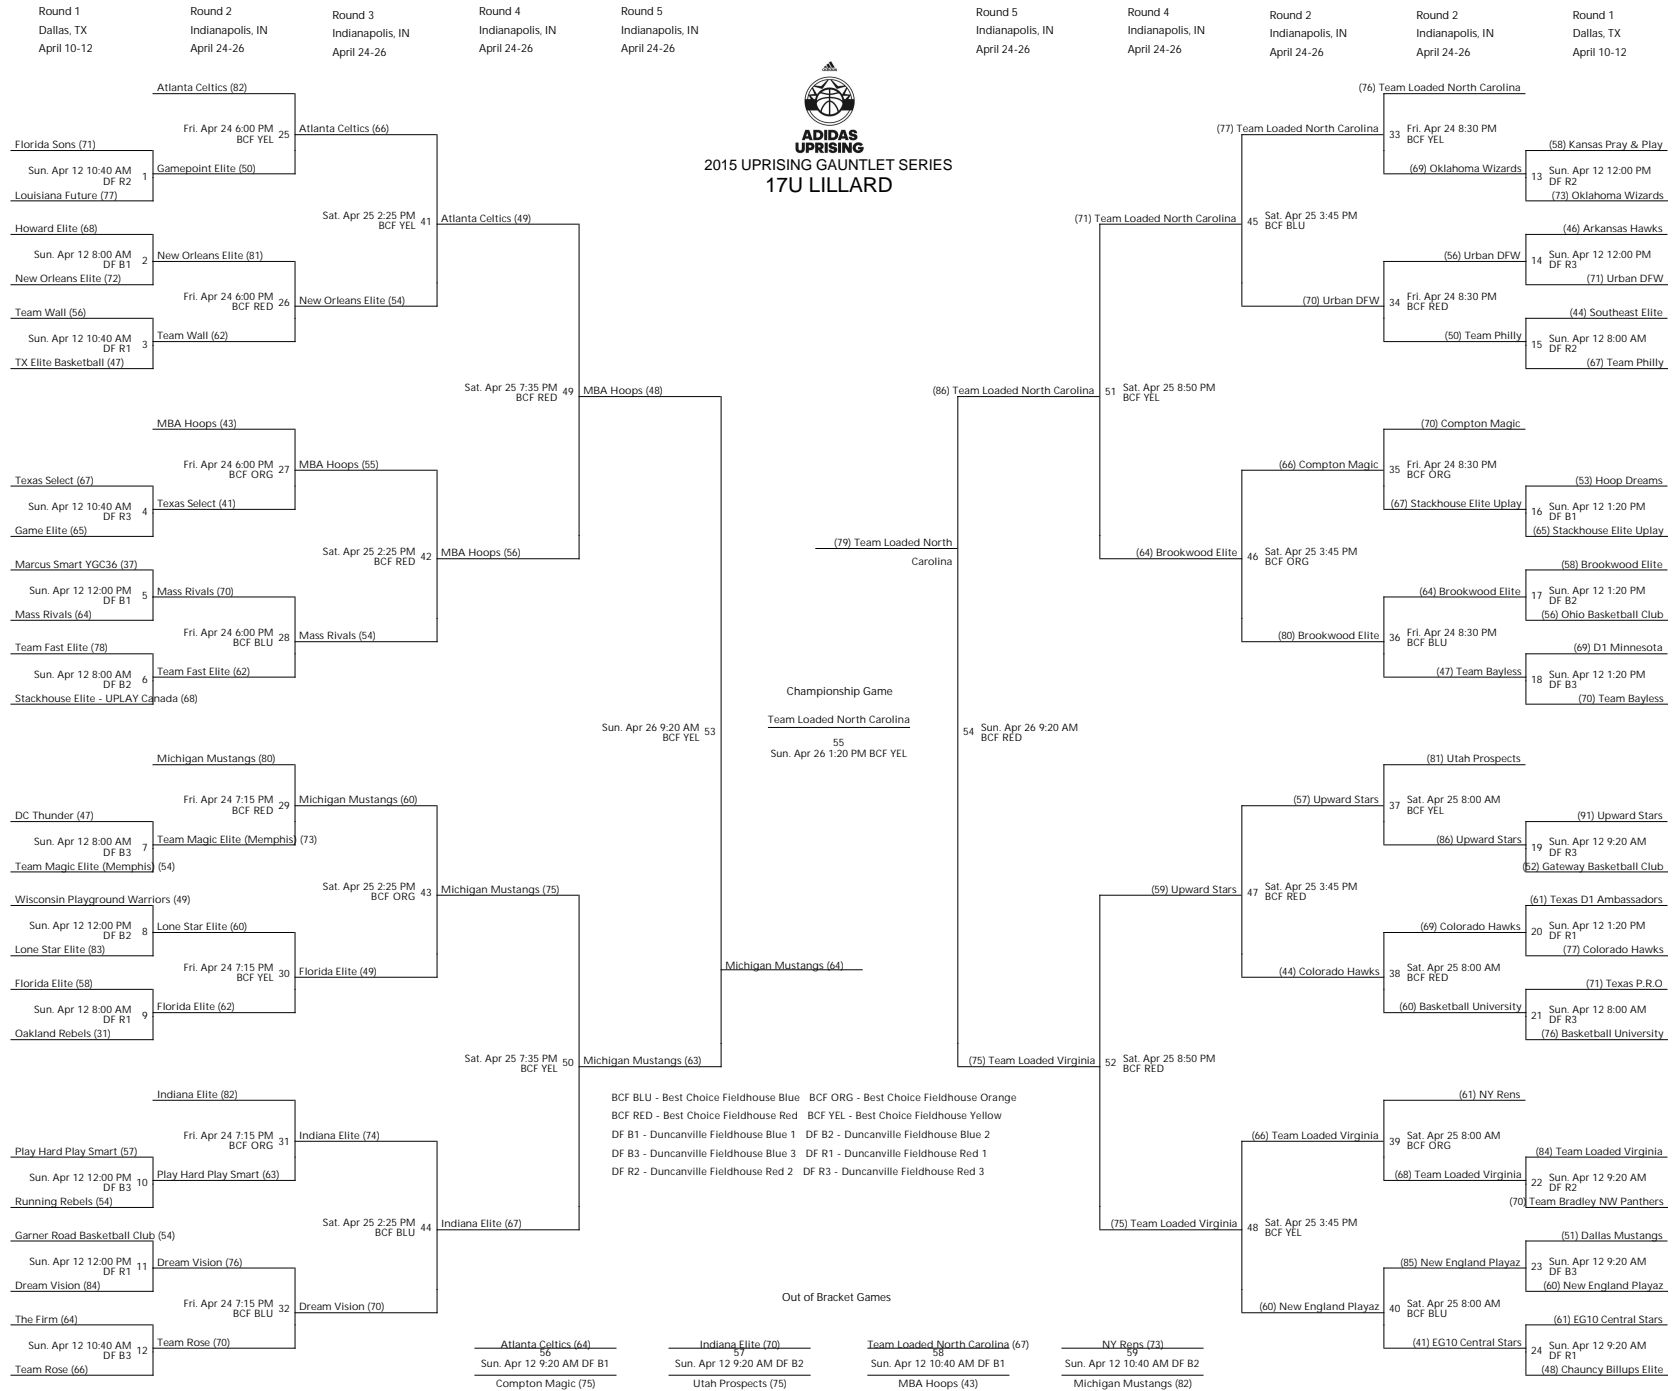 Round 1
Dallas, TX
April 10-12
Round 2
Indianapolis, IN
April 24-26
Round 3
Indianapolis, IN
April 24-26
Round 4
Indianapolis, IN
April 24-26
Round 5
Indianapolis, IN
April 24-26
Round 5
Indianapolis, IN
April 24-26
Round 4
Indianapolis, IN
April 24-26
Round 2
Indianapolis, IN
April 24-26
Round 2
Indianapolis, IN
April 24-26
Round 1
Dallas, TX
April 10-12
ADIDAS
UPRISING
2015 UPRISING GAUNTLET SERIES
17U LILLARD
Florida Sons (71)
Sun. Apr 12 10:40 AM 1
DF R2
Louisiana Future (77)
Howard Elite (68)
Sun. Apr 12 8:00 AM 2
DF B1
New Orleans Elite (72)
Team Wall (56)
Sun. Apr 12 10:40 AM 3
DF R1
TX Elite Basketball (47)
Texas Select (67)
Sun. Apr 12 10:40 AM 4
DF R3
Game Elite (65)
Marcus Smart YGC36 (37)
Sun. Apr 12 12:00 PM 5
DF B1
Mass Rivals (64)
Team Fast Elite (78)
Sun. Apr 12 8:00 AM 6
DF B2
Stackhouse Elite - UPLAY Canada (68)
DC Thunder (47)
Sun. Apr 12 8:00 AM 7
DF B3
Team Magic Elite (Memphis) (54)
Wisconsin Playground Warriors (49)
Sun. Apr 12 12:00 PM 8
DF B2
Lone Star Elite (83)
Florida Elite (58)
Sun. Apr 12 8:00 AM 9
DF R1
Oakland Rebels (31)
Play Hard Play Smart (57)
Sun. Apr 12 12:00 PM 10
DF B3
Running Rebels (54)
Garner Road Basketball Club (54)
Sun. Apr 12 12:00 PM 11
DF R1
Dream Vision (84)
The Firm (64)
Sun. Apr 12 10:40 AM 12
DF B3
Team Rose (66)
Atlanta Celtics (82)
Fri. Apr 24 6:00 PM 25
BCF YEL
Gamepoint Elite (50)
New Orleans Elite (81)
Fri. Apr 24 6:00 PM 26
BCF RED
Team Wall (62)
MBA Hoops (43)
Fri. Apr 24 6:00 PM 27
BCF ORG
Texas Select (41)
Mass Rivals (70)
Fri. Apr 24 6:00 PM 28
BCF BLU
Team Fast Elite (62)
Michigan Mustangs (80)
Fri. Apr 24 7:15 PM 29
BCF RED
Team Magic Elite (Memphis) (73)
Lone Star Elite (60)
Fri. Apr 24 7:15 PM 30
BCF YEL
Florida Elite (62)
Indiana Elite (82)
Fri. Apr 24 7:15 PM 31
BCF ORG
Play Hard Play Smart (63)
Dream Vision (76)
Fri. Apr 24 7:15 PM 32
BCF BLU
Team Rose (70)
Atlanta Celtics (66)
Sat. Apr 25 2:25 PM 41
BCF YEL
New Orleans Elite (54)
MBA Hoops (55)
Sat. Apr 25 2:25 PM 42
BCF RED
Mass Rivals (54)
Michigan Mustangs (60)
Sat. Apr 25 2:25 PM 43
BCF ORG
Florida Elite (49)
Indiana Elite (74)
Sat. Apr 25 2:25 PM 44
BCF BLU
Dream Vision (70)
Atlanta Celtics (49)
Sat. Apr 25 7:35 PM 49
BCF RED
MBA Hoops (56)
Michigan Mustangs (75)
Sat. Apr 25 7:35 PM 50
BCF YEL
Indiana Elite (67)
MBA Hoops (48)
Sun. Apr 26 9:20 AM 53
BCF YEL
Michigan Mustangs (63)
Michigan Mustangs (64)
Championship Game
Team Loaded North Carolina
55
Sun. Apr 26 1:20 PM BCF YEL
(79) Team Loaded North
Carolina
(86) Team Loaded North Carolina
54 Sun. Apr 26 9:20 AM
BCF RED
(75) Team Loaded Virginia
(71) Team Loaded North Carolina
51 Sat. Apr 25 8:50 PM
BCF YEL
(64) Brookwood Elite
(59) Upward Stars
52 Sat. Apr 25 8:50 PM
BCF RED
(75) Team Loaded Virginia
(77) Team Loaded North Carolina
45 Sat. Apr 25 3:45 PM
BCF BLU
(70) Urban DFW
(66) Compton Magic
46 Sat. Apr 25 3:45 PM
BCF ORG
(80) Brookwood Elite
(57) Upward Stars
47 Sat. Apr 25 3:45 PM
BCF RED
(44) Colorado Hawks
(66) Team Loaded Virginia
48 Sat. Apr 25 3:45 PM
BCF YEL
(60) New England Playaz
(76) Team Loaded North Carolina
33 Fri. Apr 24 8:30 PM
BCF YEL
(69) Oklahoma Wizards
(56) Urban DFW
34 Fri. Apr 24 8:30 PM
BCF RED
(50) Team Philly
(70) Compton Magic
35 Fri. Apr 24 8:30 PM
BCF ORG
(67) Stackhouse Elite Uplay
(64) Brookwood Elite
36 Fri. Apr 24 8:30 PM
BCF BLU
(47) Team Bayless
(81) Utah Prospects
37 Sat. Apr 25 8:00 AM
BCF YEL
(86) Upward Stars
(69) Colorado Hawks
38 Sat. Apr 25 8:00 AM
BCF RED
(60) Basketball University
(61) NY Rens
39 Sat. Apr 25 8:00 AM
BCF ORG
(68) Team Loaded Virginia
(85) New England Playaz
40 Sat. Apr 25 8:00 AM
BCF BLU
(41) EG10 Central Stars
(58) Kansas Pray & Play
13 Sun. Apr 12 12:00 PM
DF R2
(73) Oklahoma Wizards
(46) Arkansas Hawks
14 Sun. Apr 12 12:00 PM
DF R3
(71) Urban DFW
(44) Southeast Elite
15 Sun. Apr 12 8:00 AM
DF R2
(67) Team Philly
(53) Hoop Dreams
16 Sun. Apr 12 1:20 PM
DF B1
(65) Stackhouse Elite Uplay
(58) Brookwood Elite
17 Sun. Apr 12 1:20 PM
DF B2
(56) Ohio Basketball Club
(69) D1 Minnesota
18 Sun. Apr 12 1:20 PM
DF B3
(70) Team Bayless
(91) Upward Stars
19 Sun. Apr 12 9:20 AM
DF R3
(52) Gateway Basketball Club
(61) Texas D1 Ambassadors
20 Sun. Apr 12 1:20 PM
DF R1
(77) Colorado Hawks
(71) Texas P.R.O
21 Sun. Apr 12 8:00 AM
DF R3
(76) Basketball University
(84) Team Loaded Virginia
22 Sun. Apr 12 9:20 AM
DF R2
(70) Team Bradley NW Panthers
(51) Dallas Mustangs
23 Sun. Apr 12 9:20 AM
DF B3
(60) New England Playaz
(61) EG10 Central Stars
24 Sun. Apr 12 9:20 AM
DF R1
(48) Chauncy Billups Elite
BCF BLU - Best Choice Fieldhouse Blue BCF ORG - Best Choice Fieldhouse Orange
BCF RED - Best Choice Fieldhouse Red BCF YEL - Best Choice Fieldhouse Yellow
DF B1 - Duncanville Fieldhouse Blue 1 DF B2 - Duncanville Fieldhouse Blue 2
DF B3 - Duncanville Fieldhouse Blue 3 DF R1 - Duncanville Fieldhouse Red 1
DF R2 - Duncanville Fieldhouse Red 2 DF R3 - Duncanville Fieldhouse Red 3
Out of Bracket Games
Atlanta Celtics (64)
56
Sun. Apr 12 9:20 AM DF B1
Compton Magic (75)
Indiana Elite (70)
57
Sun. Apr 12 9:20 AM DF B2
Utah Prospects (75)
Team Loaded North Carolina (67)
58
Sun. Apr 12 10:40 AM DF B1
MBA Hoops (43)
NY Rens (73)
59
Sun. Apr 12 10:40 AM DF B2
Michigan Mustangs (82)